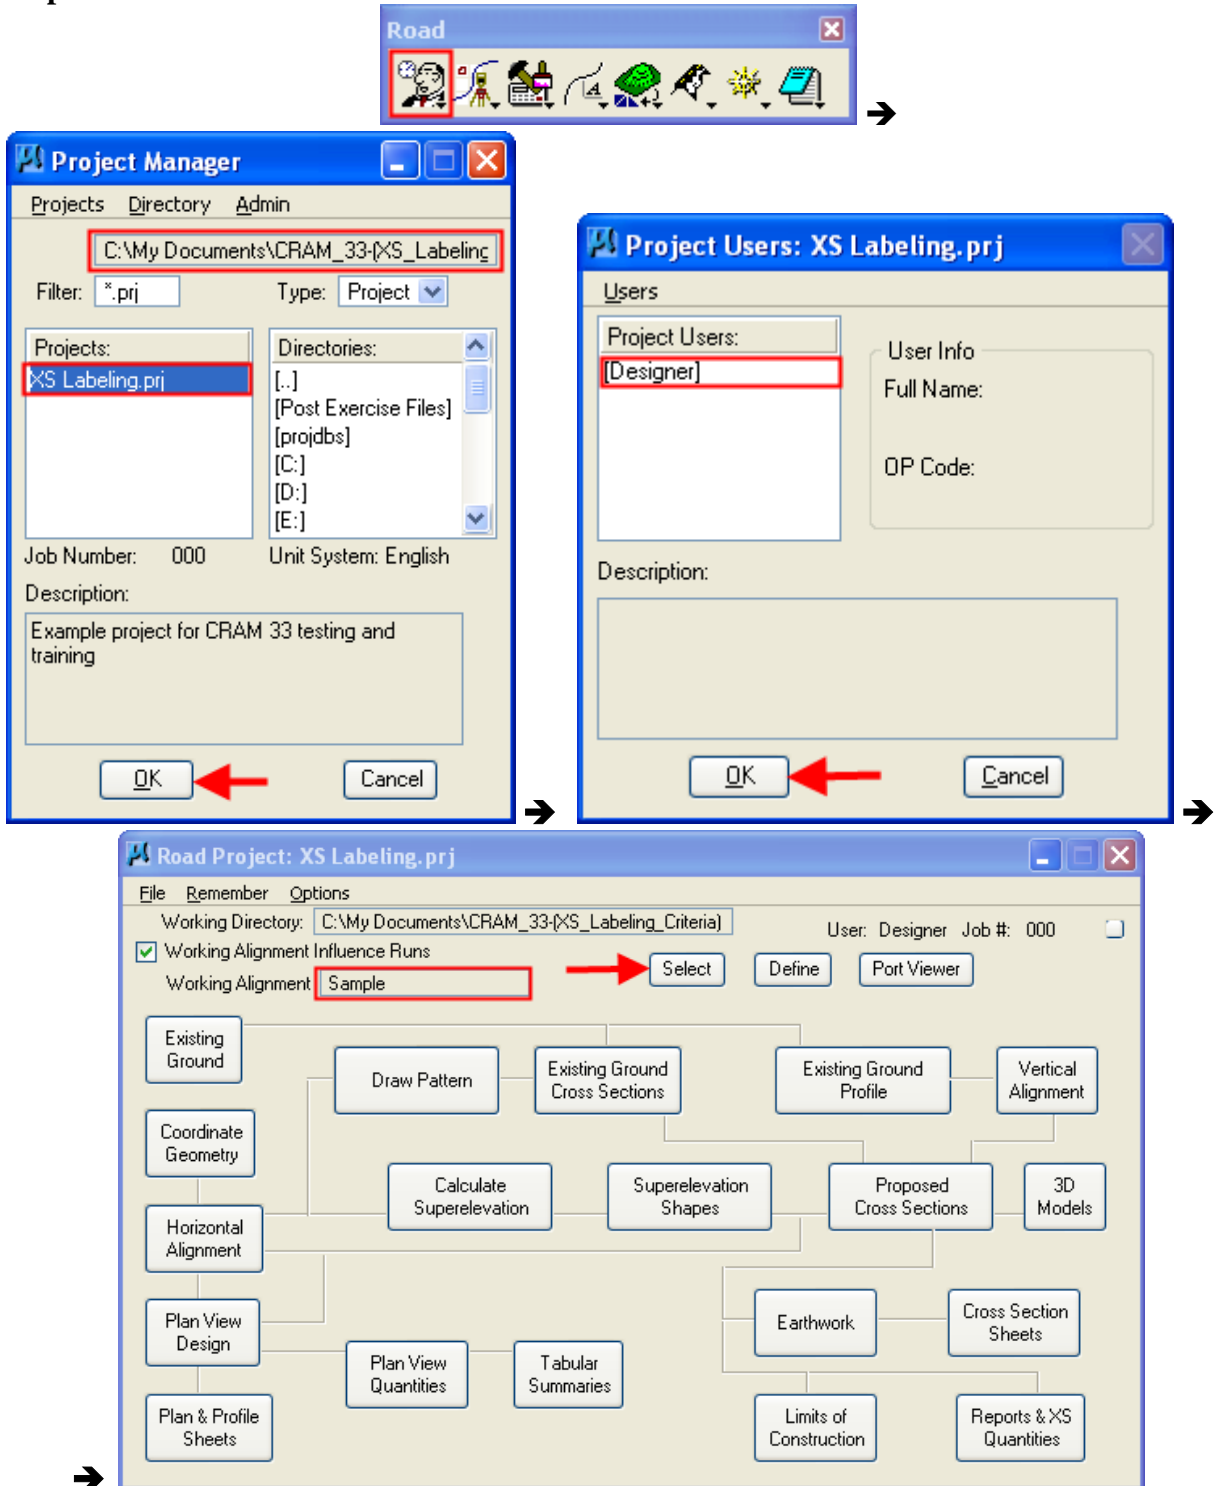 Road
Project Manager
Projects Directory Admin
C:\My Documents\CRAM_33-(XS_Labeling
Filter: *.prj Type: Project
Projects:
XS Labeling.prj
Directories:
[..]
[Post Exercise Files]
[projdbs]
[C:]
[D:]
[E:]
Job Number: 000 Unit System: English
Description:
Example project for CRAM 33 testing and
training
OK Cancel
Project Users: XS Labeling.prj
Users
Project Users:
[Designer]
User Info
Full Name:
OP Code:
Description:
OK Cancel
Road Project: XS Labeling.prj
File Remember Options
Working Directory: C:\My Documents\CRAM_33-(XS_Labeling_Criteria)
User: Designer Job #: 000
Working Alignment Influence Runs
Working Alignment Sample
Select Define Port Viewer
Existing
Ground
Draw Pattern
Existing Ground
Cross Sections
Existing Ground
Profile
Vertical
Alignment
Coordinate
Geometry
Calculate
Superelevation
Superelevation
Shapes
Proposed
Cross Sections
3D
Models
Horizontal
Alignment
Plan View
Design
Earthwork
Cross Section
Sheets
Plan View
Quantities
Tabular
Summaries
Plan & Profile
Sheets
Limits of
Construction
Reports & XS
Quantities